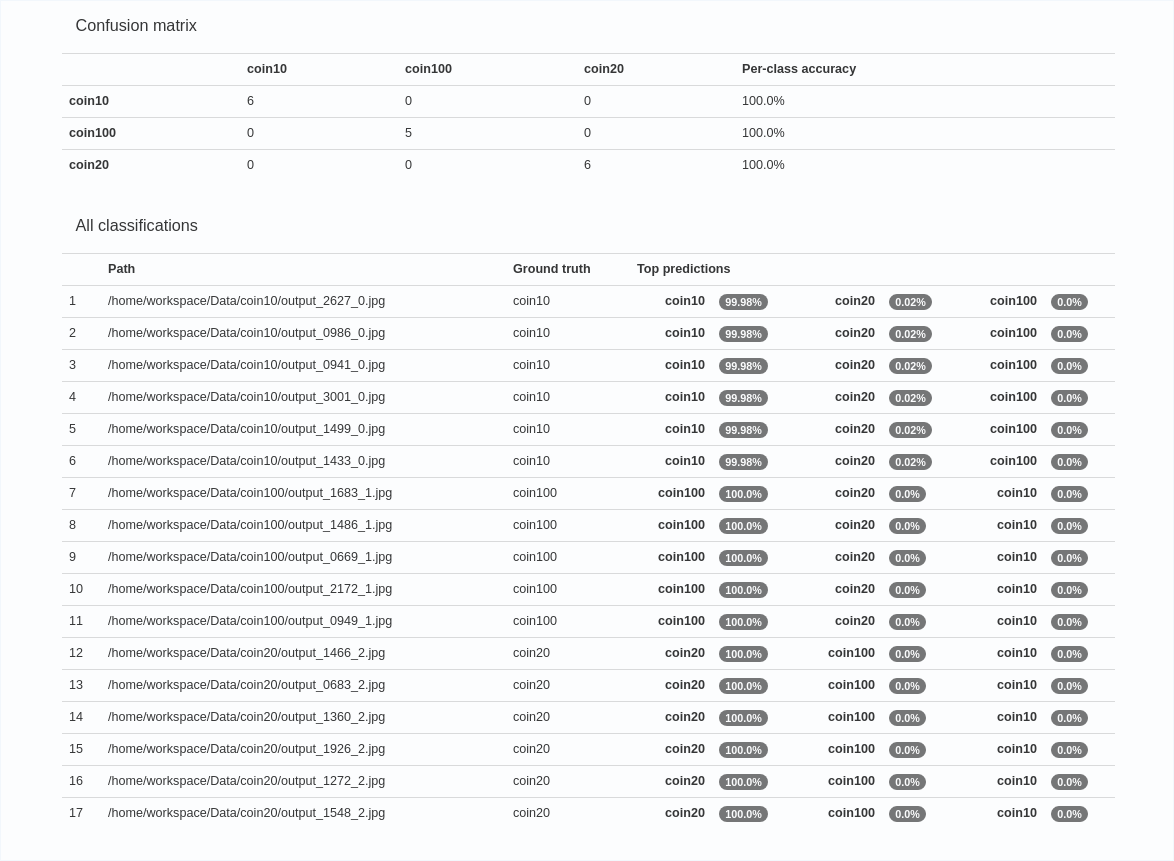 Confusion matrix
coin10 coin100 coin20 Per-class accuracy
coin10 6 0 0 100.0%
coin100 0 5 0 100.0%
coin20 0 0 6 100.0%
All classifications
Path Ground truth Top predictions
1 /home/workspace/Data/coin10/output_2627_0.jpg coin10 coin10 99.98% coin20 0.02% coin100 0.0%
2 /home/workspace/Data/coin10/output_0986_0.jpg coin10 coin10 99.98% coin20 0.02% coin100 0.0%
3 /home/workspace/Data/coin10/output_0941_0.jpg coin10 coin10 99.98% coin20 0.02% coin100 0.0%
4 /home/workspace/Data/coin10/output_3001_0.jpg coin10 coin10 99.98% coin20 0.02% coin100 0.0%
5 /home/workspace/Data/coin10/output_1499_0.jpg coin10 coin10 99.98% coin20 0.02% coin100 0.0%
6 /home/workspace/Data/coin10/output_1433_0.jpg coin10 coin10 99.98% coin20 0.02% coin100 0.0%
7 /home/workspace/Data/coin100/output_1683_1.jpg coin100 coin100 100.0% coin20 0.0% coin10 0.0%
8 /home/workspace/Data/coin100/output_1486_1.jpg coin100 coin100 100.0% coin20 0.0% coin10 0.0%
9 /home/workspace/Data/coin100/output_0669_1.jpg coin100 coin100 100.0% coin20 0.0% coin10 0.0%
10 /home/workspace/Data/coin100/output_2172_1.jpg coin100 coin100 100.0% coin20 0.0% coin10 0.0%
11 /home/workspace/Data/coin100/output_0949_1.jpg coin100 coin100 100.0% coin20 0.0% coin10 0.0%
12 /home/workspace/Data/coin20/output_1466_2.jpg coin20 coin20 100.0% coin100 0.0% coin10 0.0%
13 /home/workspace/Data/coin20/output_0683_2.jpg coin20 coin20 100.0% coin100 0.0% coin10 0.0%
14 /home/workspace/Data/coin20/output_1360_2.jpg coin20 coin20 100.0% coin100 0.0% coin10 0.0%
15 /home/workspace/Data/coin20/output_1926_2.jpg coin20 coin20 100.0% coin100 0.0% coin10 0.0%
16 /home/workspace/Data/coin20/output_1272_2.jpg coin20 coin20 100.0% coin100 0.0% coin10 0.0%
17 /home/workspace/Data/coin20/output_1548_2.jpg coin20 coin20 100.0% coin100 0.0% coin10 0.0%